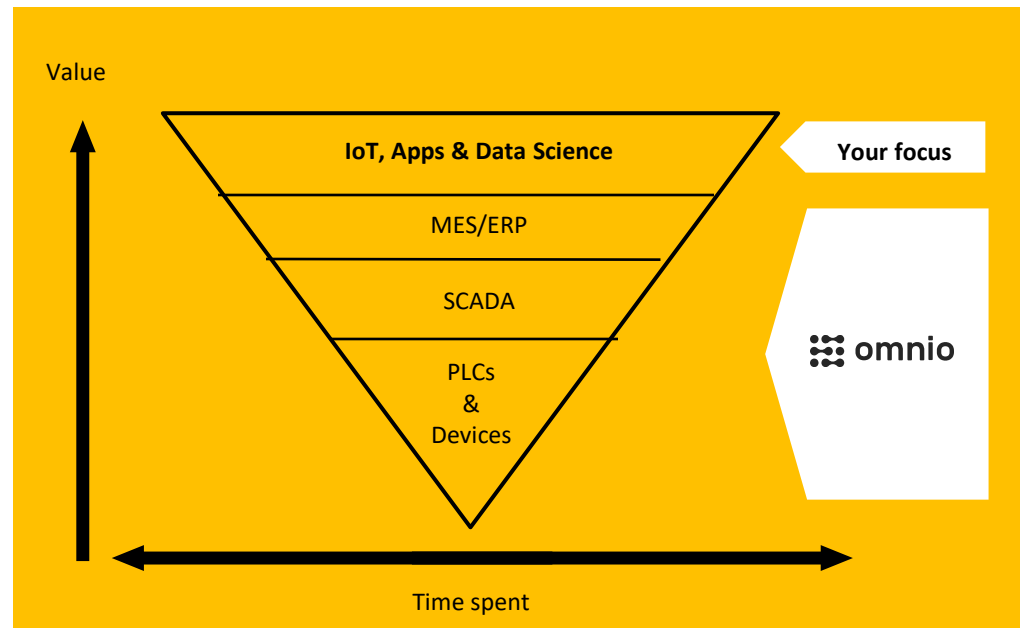 Value
IoT, Apps & Data Science
Your focus
MES/ERP
SCADA
omnio
PLCs
&
Devices
Time spent